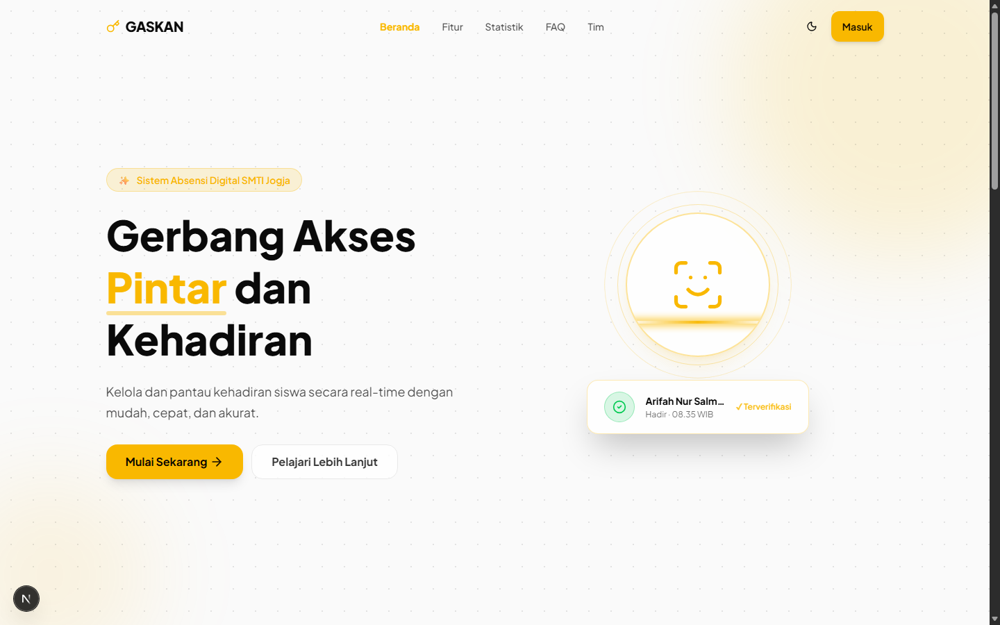 GASKAN
Beranda
Fitur
Statistik
FAQ
Tim
Masuk
Sistem Absensi Digital SMTI Jogja
Gerbang Akses
Pintar dan
Kehadiran
Kelola dan pantau kehadiran siswa secara real-time dengan
mudah, cepat, dan akurat.
Mulai Sekarang →
Pelajari Lebih Lanjut
Arifah Nur Salm...
Hadir · 08.35 WIB
✓ Terverifikasi
N